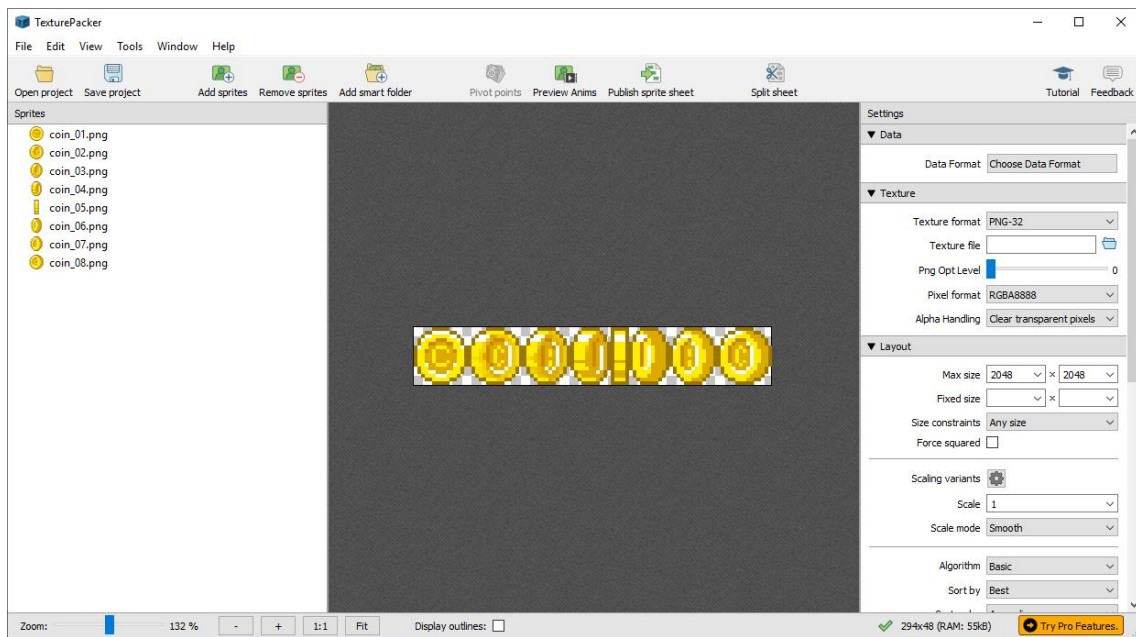 TexturePacker
File Edit View Tools Window Help
Open project Save project Add sprites Remove sprites Add smart folder Pivot points Preview Anims Publish sprite sheet Split sheet Tutorial Feedback
Sprites
coin_01.png
coin_02.png
coin_03.png
coin_04.png
coin_05.png
coin_06.png
coin_07.png
coin_08.png
Settings
Data
Data Format Choose Data Format
Texture
Texture format PNG-32
Texture file
Png Opt Level 0
Pixel format RGBA8888
Alpha Handling Clear transparent pixels
Layout
Max size 2048 × 2048
Fixed size ×
Size constraints Any size
Force squared
Scaling variants
Scale 1
Scale mode Smooth
Algorithm Basic
Sort by Best
Zoom: 132 % - + 1:1 Fit Display outlines: 294x48 (RAM: 55kB) Try Pro Features.